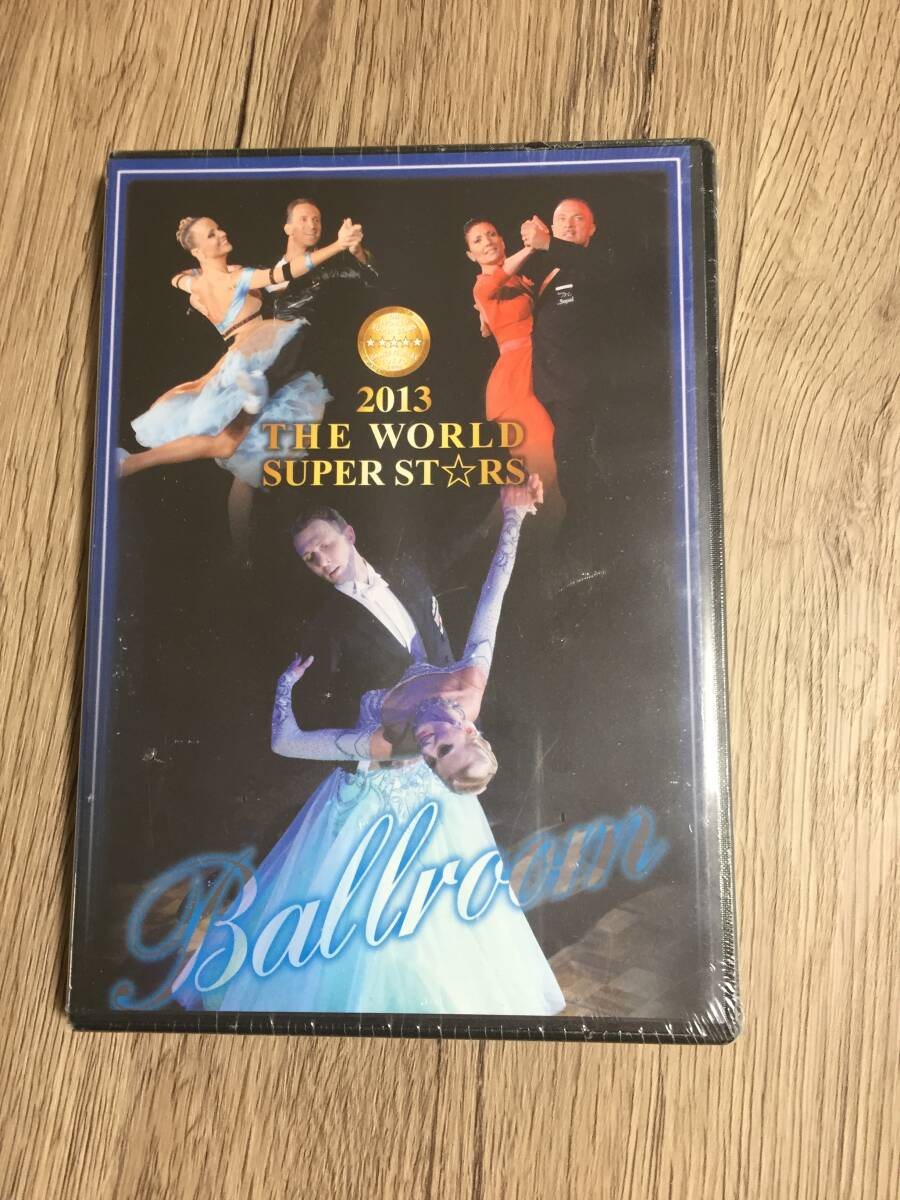 2013
THE WORLD
SUPER ST☆RS
Ballroom